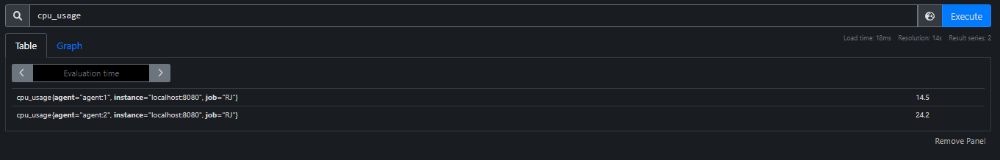 cpu_usage Execute
Table Graph Load time: 18ms Resolution: 14s Result series: 2
Evaluation time
cpu_usage{agent="agent:1", instance="localhost:8080", job="RJ"} 14.5
cpu_usage{agent="agent:2", instance="localhost:8080", job="RJ"} 24.2
Remove Panel